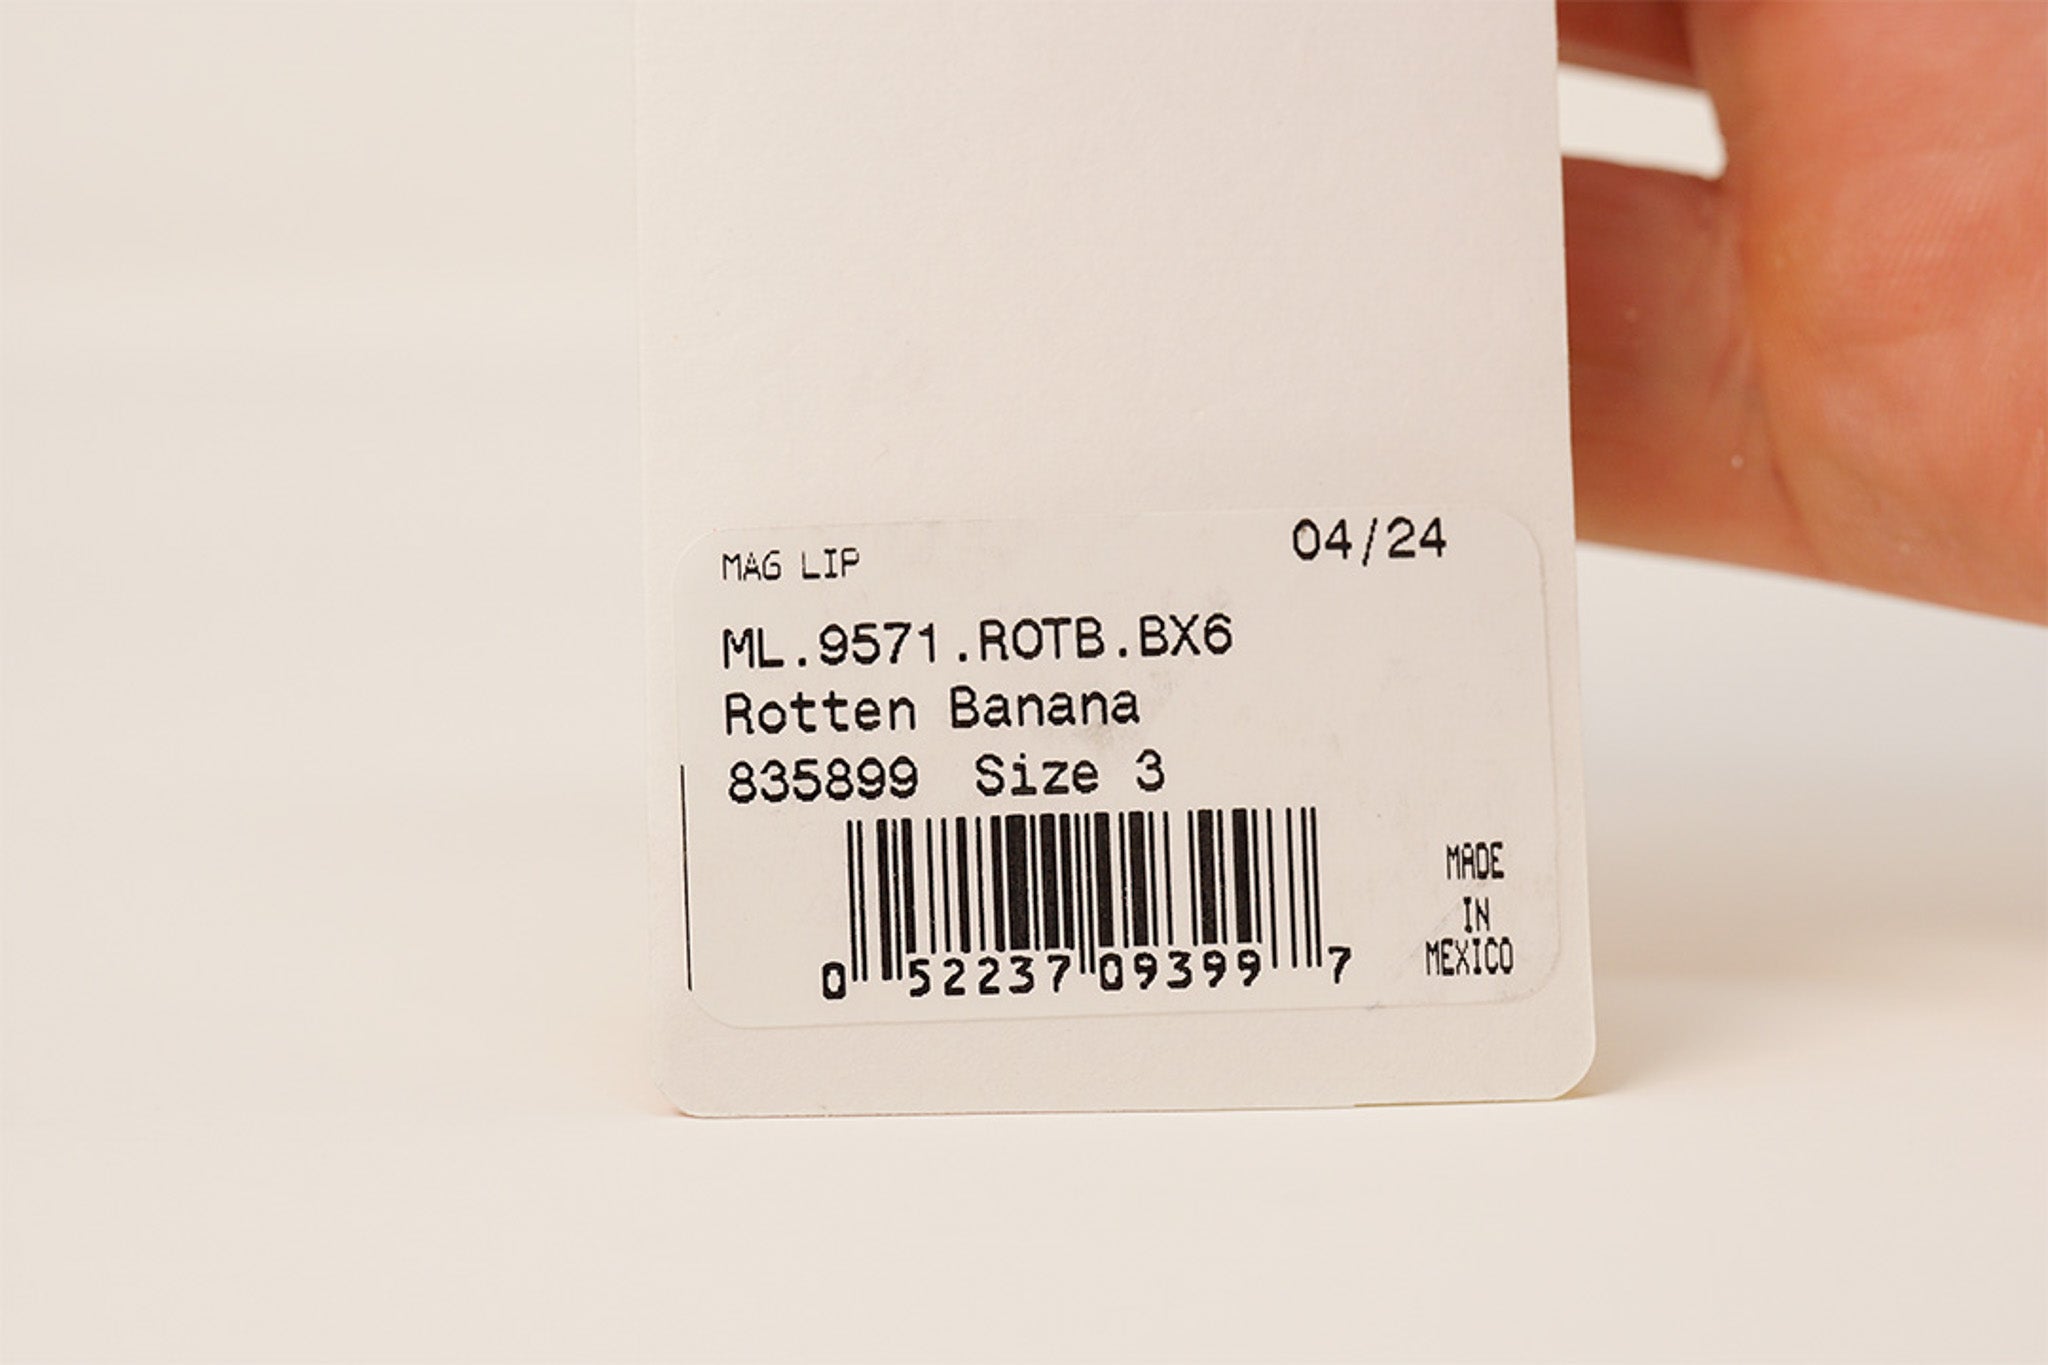 MAG LIP 04/24
ML.9571.ROTB.BX6
Rotten Banana
835899 Size 3
0 52237 09399 7
MADE
IN
MEXICO